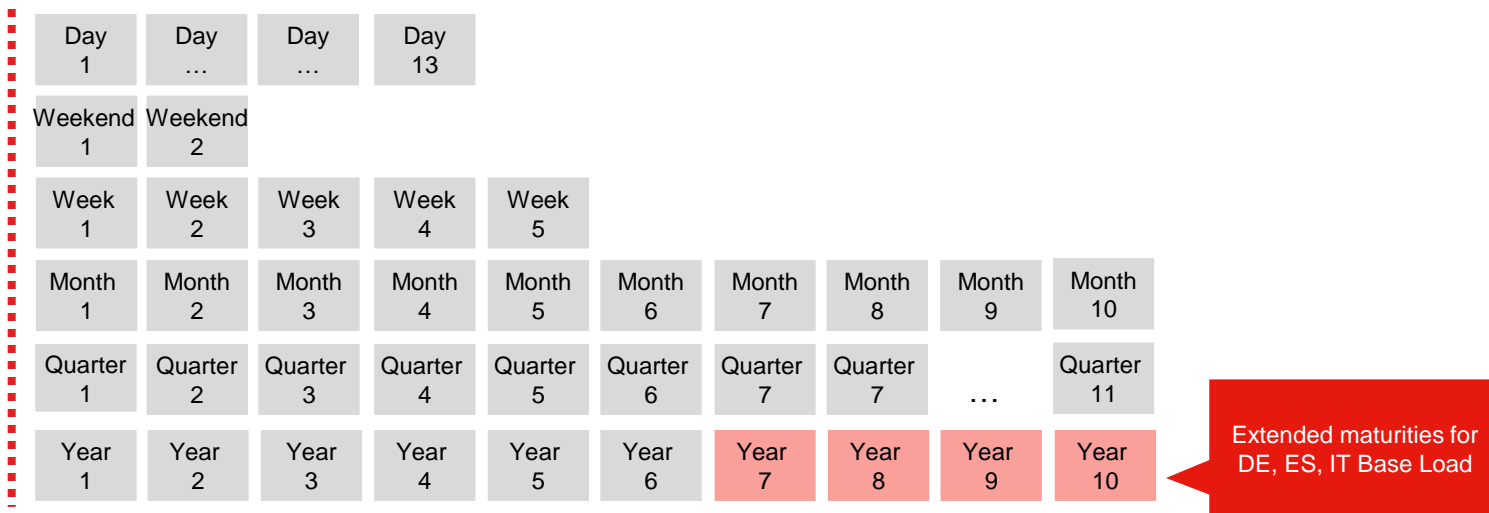 Day Day Day Day
1 … … 13
Weekend Weekend
1 2
Week Week Week Week Week
1 2 3 4 5
Month Month Month Month Month Month Month Month Month Month
1 2 3 4 5 6 7 8 9 10
Quarter Quarter Quarter Quarter Quarter Quarter Quarter Quarter Quarter
1 2 3 4 5 6 7 7 … 11
Year Year Year Year Year Year Year Year Year Year
1 2 3 4 5 6 7 8 9 10
Extended maturities for
DE, ES, IT Base Load